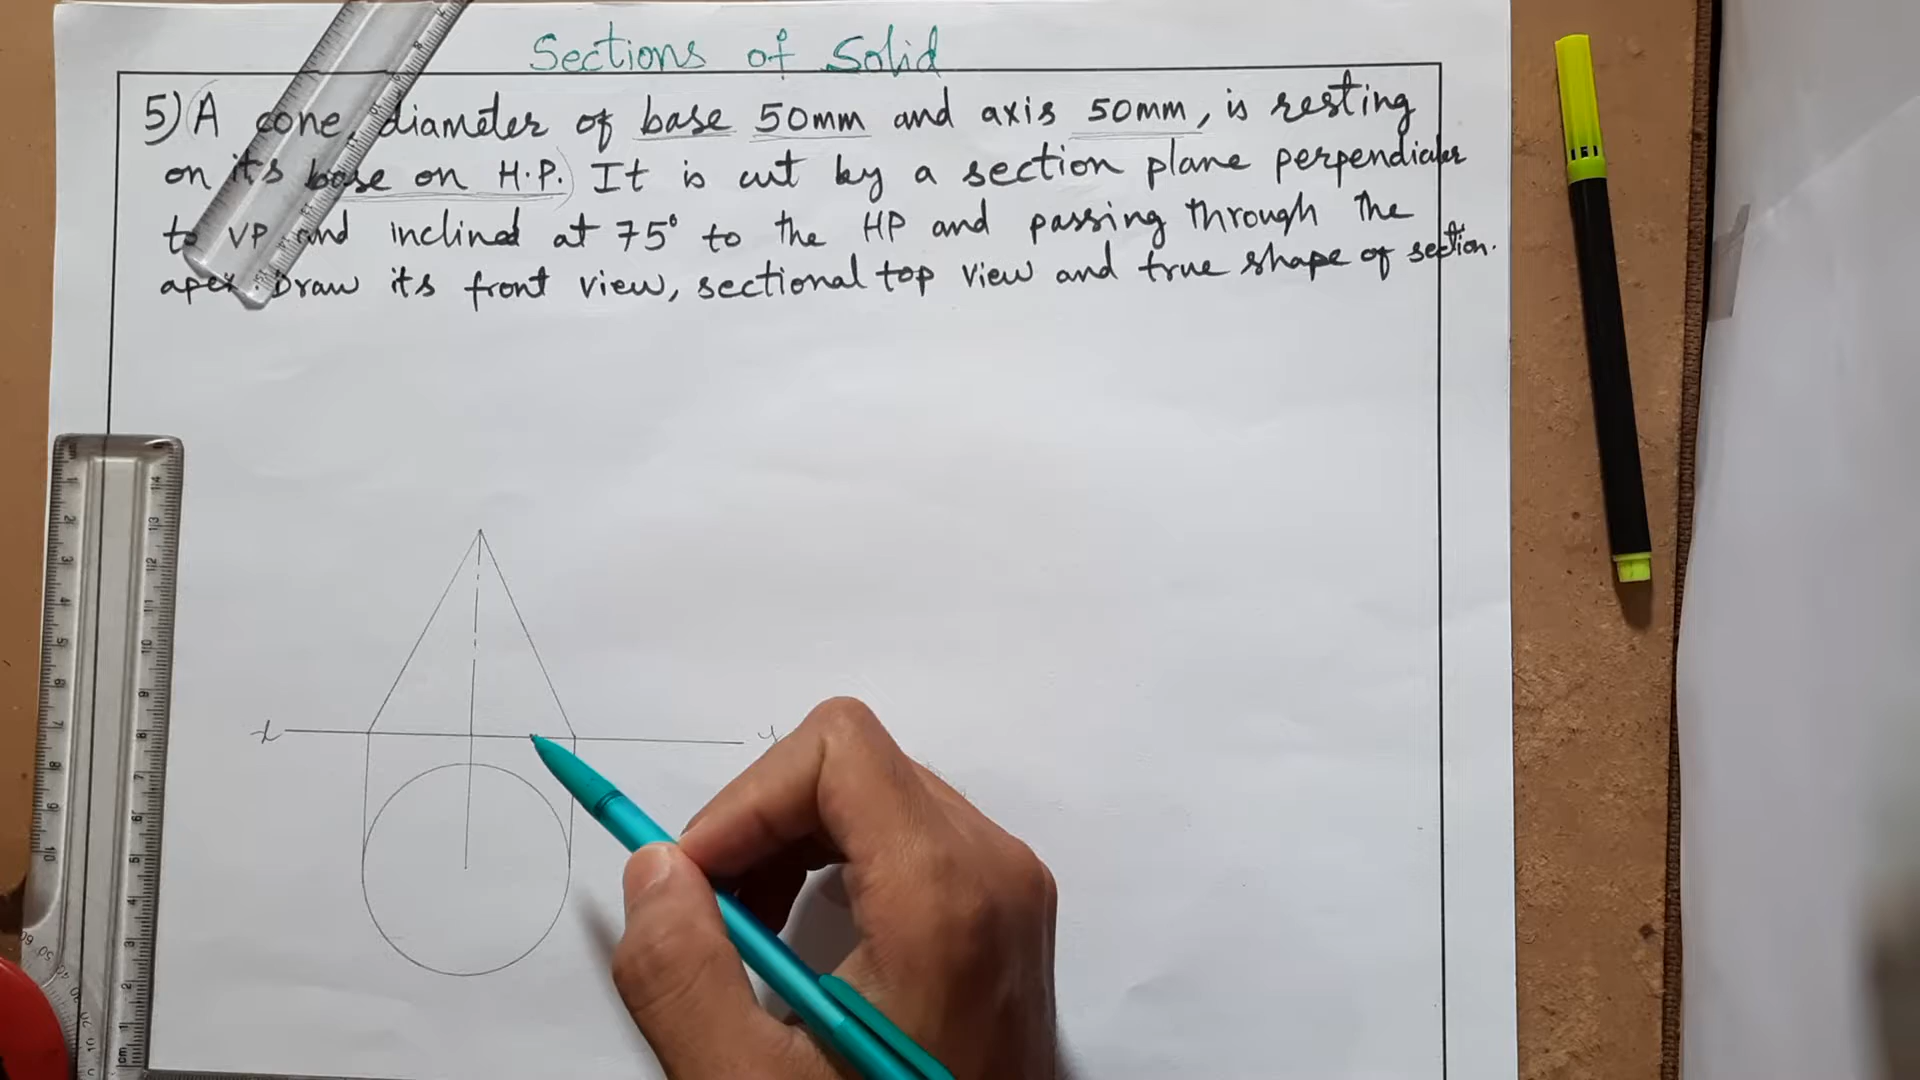 Sections of Solid
5) A cone, diameter of base 50mm and axis 50mm, is resting
on its base on H.P. It is cut by a section plane perpendicular
to VP and inclined at 75° to the HP and passing through the
apex. Draw its front view, sectional top view and true shape of section.
x y